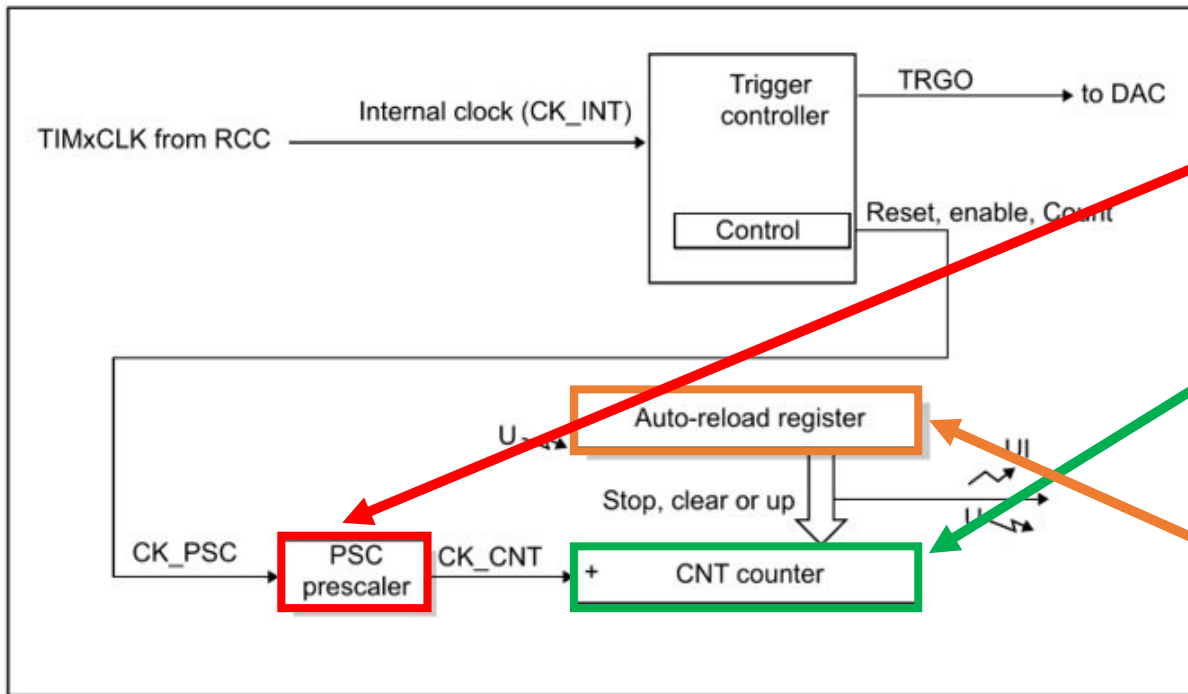 Trigger
controller
TRGO
to DAC
Internal clock (CK_INT)
TIMxCLK from RCC
Reset, enable, Count
Control
Auto-reload register
U
UI
Stop, clear or up
U
CK_PSC
PSC
prescaler
CK_CNT
+
CNT counter